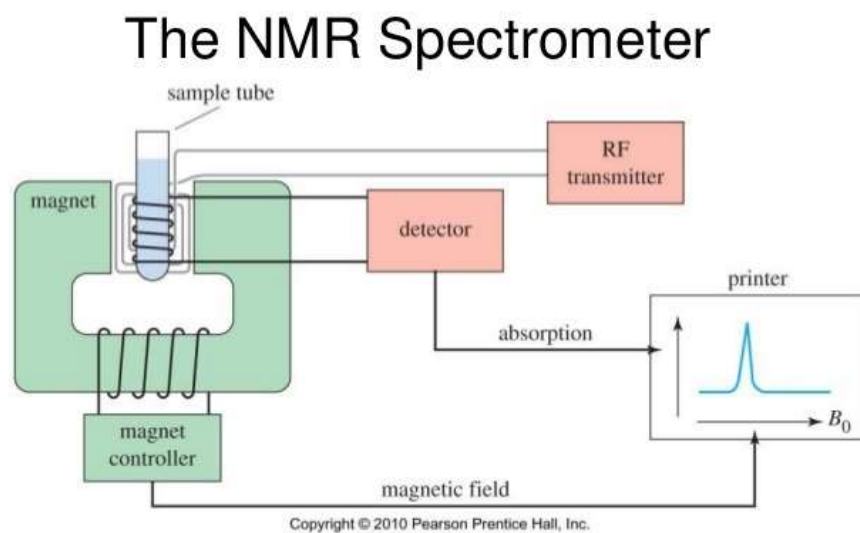 The NMR Spectrometer
sample tube
RF
transmitter
magnet
detector
printer
absorption
B₀
magnet
controller
magnetic field
Copyright © 2010 Pearson Prentice Hall, Inc.